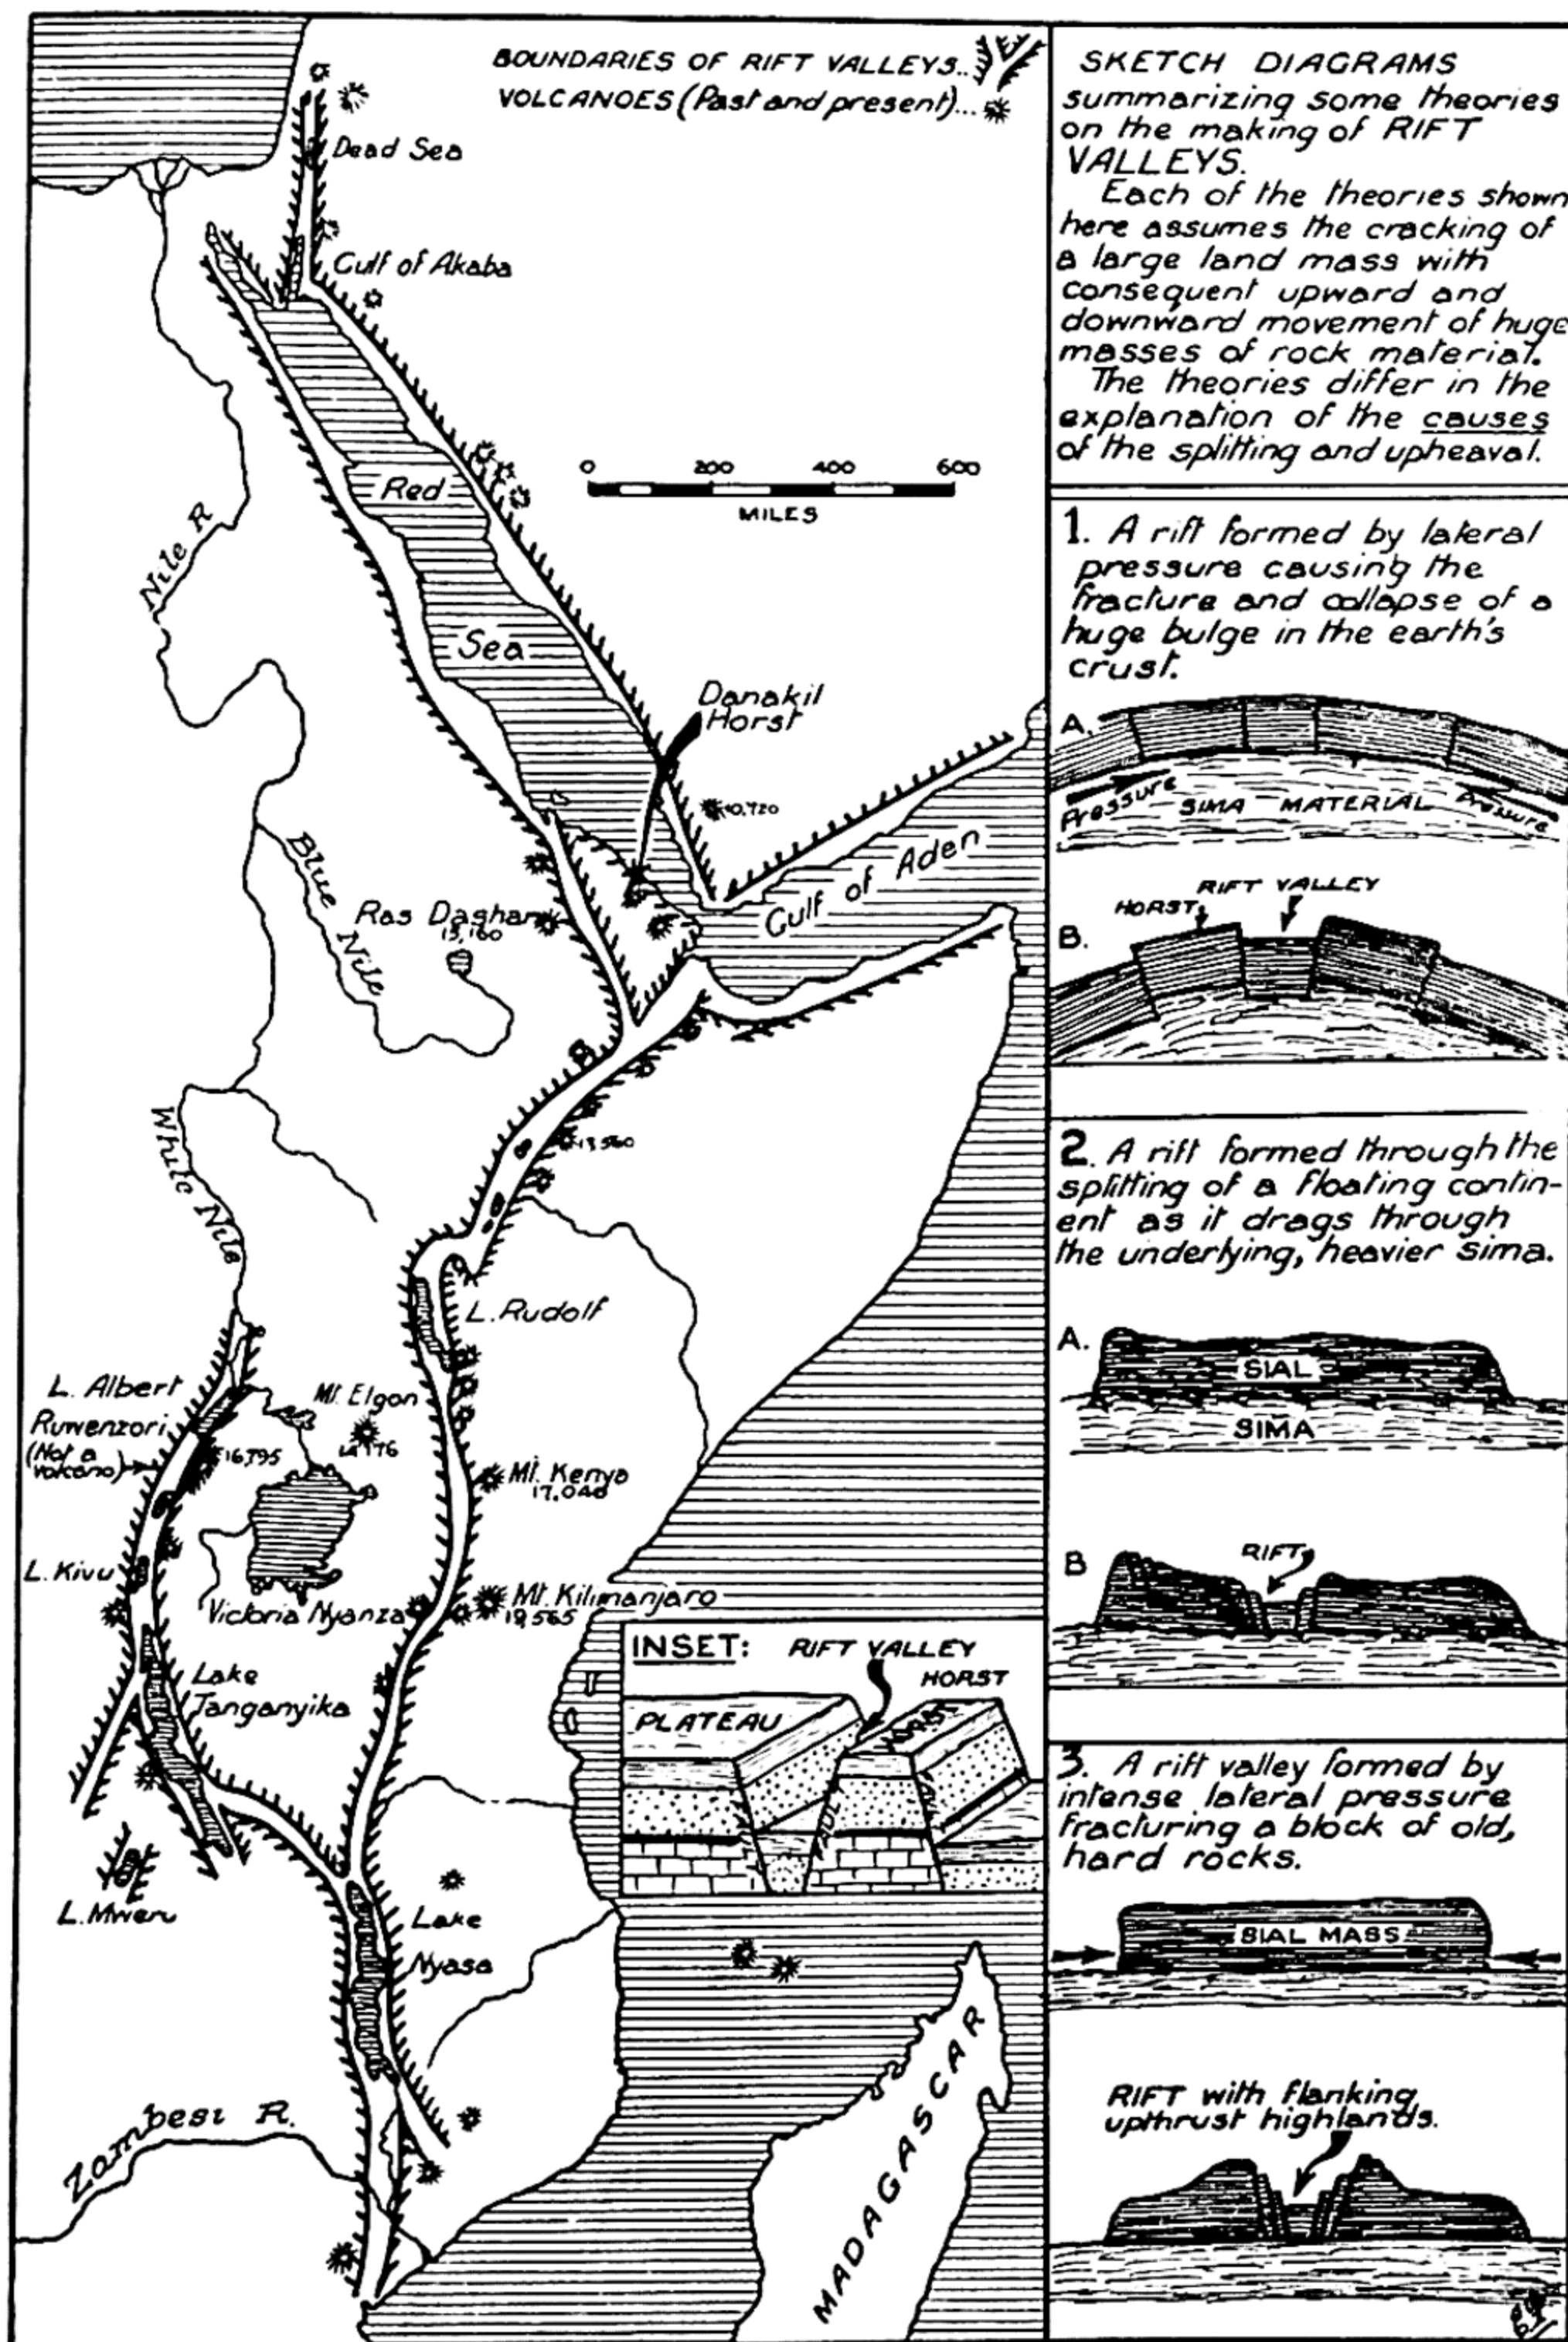 BOUNDARIES OF RIFT VALLEYS..
VOLCANOES (Past and present)...
Dead Sea
Gulf of Akaba
0 200 400 600
MILES
Red
Sea
Nile R
Danakil
Horst
10,720
Gulf of Aden
Blue Nile
Ras Dashan
15,160
White Nile
13,560
L. Rudolf
L. Albert
Ruwenzori
(Not a
volcano)
16,795
Mt. Elgon
14,176
Mt. Kenya
17,040
L. Kivu
Victoria Nyanza
Mt. Kilimanjaro
19,565
Lake
Tanganyika
L. Mweru
Lake
Nyasa
Zambesi R.
MADAGASCAR
INSET: RIFT VALLEY
HORST
PLATEAU
HORST
FAULT
FAULT
SKETCH DIAGRAMS
summarizing some theories
on the making of RIFT
VALLEYS.
Each of the theories shown
here assumes the cracking of
a large land mass with
consequent upward and
downward movement of huge
masses of rock material.
The theories differ in the
explanation of the causes
of the splitting and upheaval.
1. A rift formed by lateral
pressure causing the
fracture and collapse of a
huge bulge in the earth's
crust.
A.
Pressure SIMA MATERIAL Pressure
RIFT VALLEY
HORST
B.
2. A rift formed through the
splitting of a floating contin-
ent as it drags through
the underlying, heavier sima.
A.
SIAL
SIMA
B
RIFT
3. A rift valley formed by
intense lateral pressure
fracturing a block of old,
hard rocks.
SIAL MASS
RIFT with flanking
upthrust highlands.